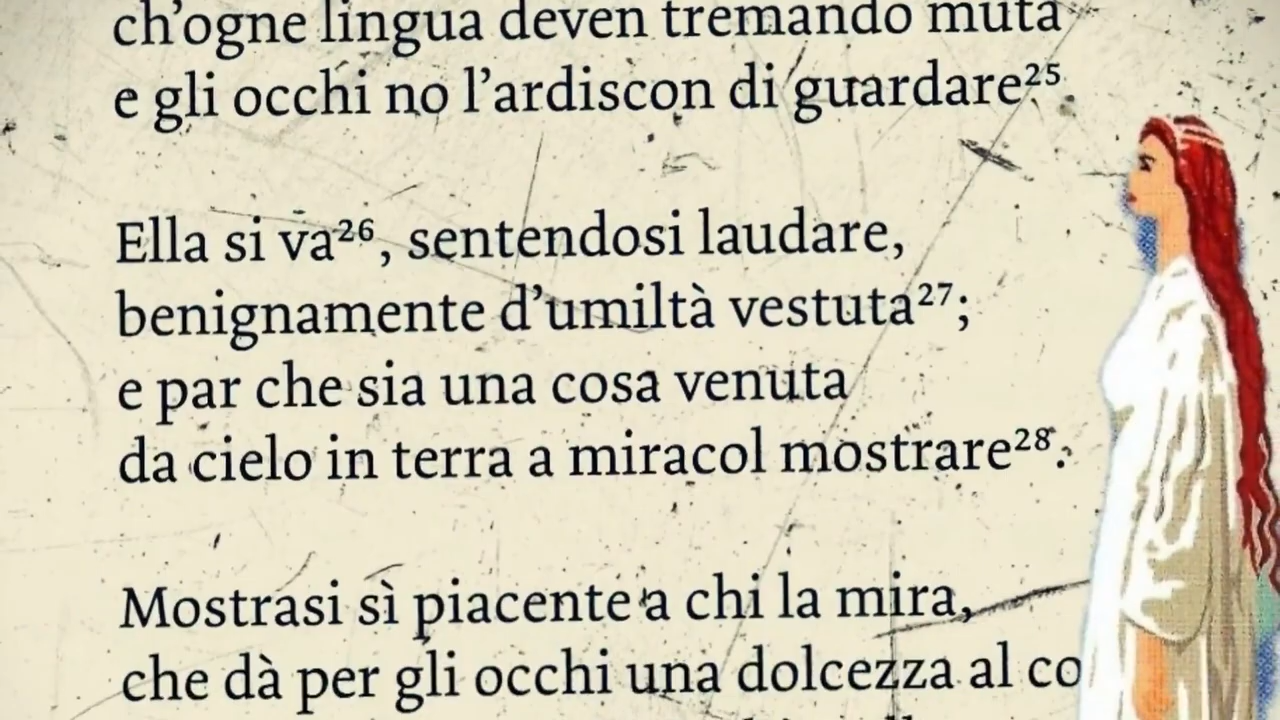 ch’ogne lingua deven tremando muta
e gli occhi no l’ardiscon di guardare²⁵.
Ella si va²⁶, sentendosi laudare,
benignamente d’umiltà vestuta²⁷;
e par che sia una cosa venuta
da cielo in terra a miracol mostrare²⁸.
Mostrasi sì piacente a chi la mira,
che dà per gli occhi una dolcezza al co